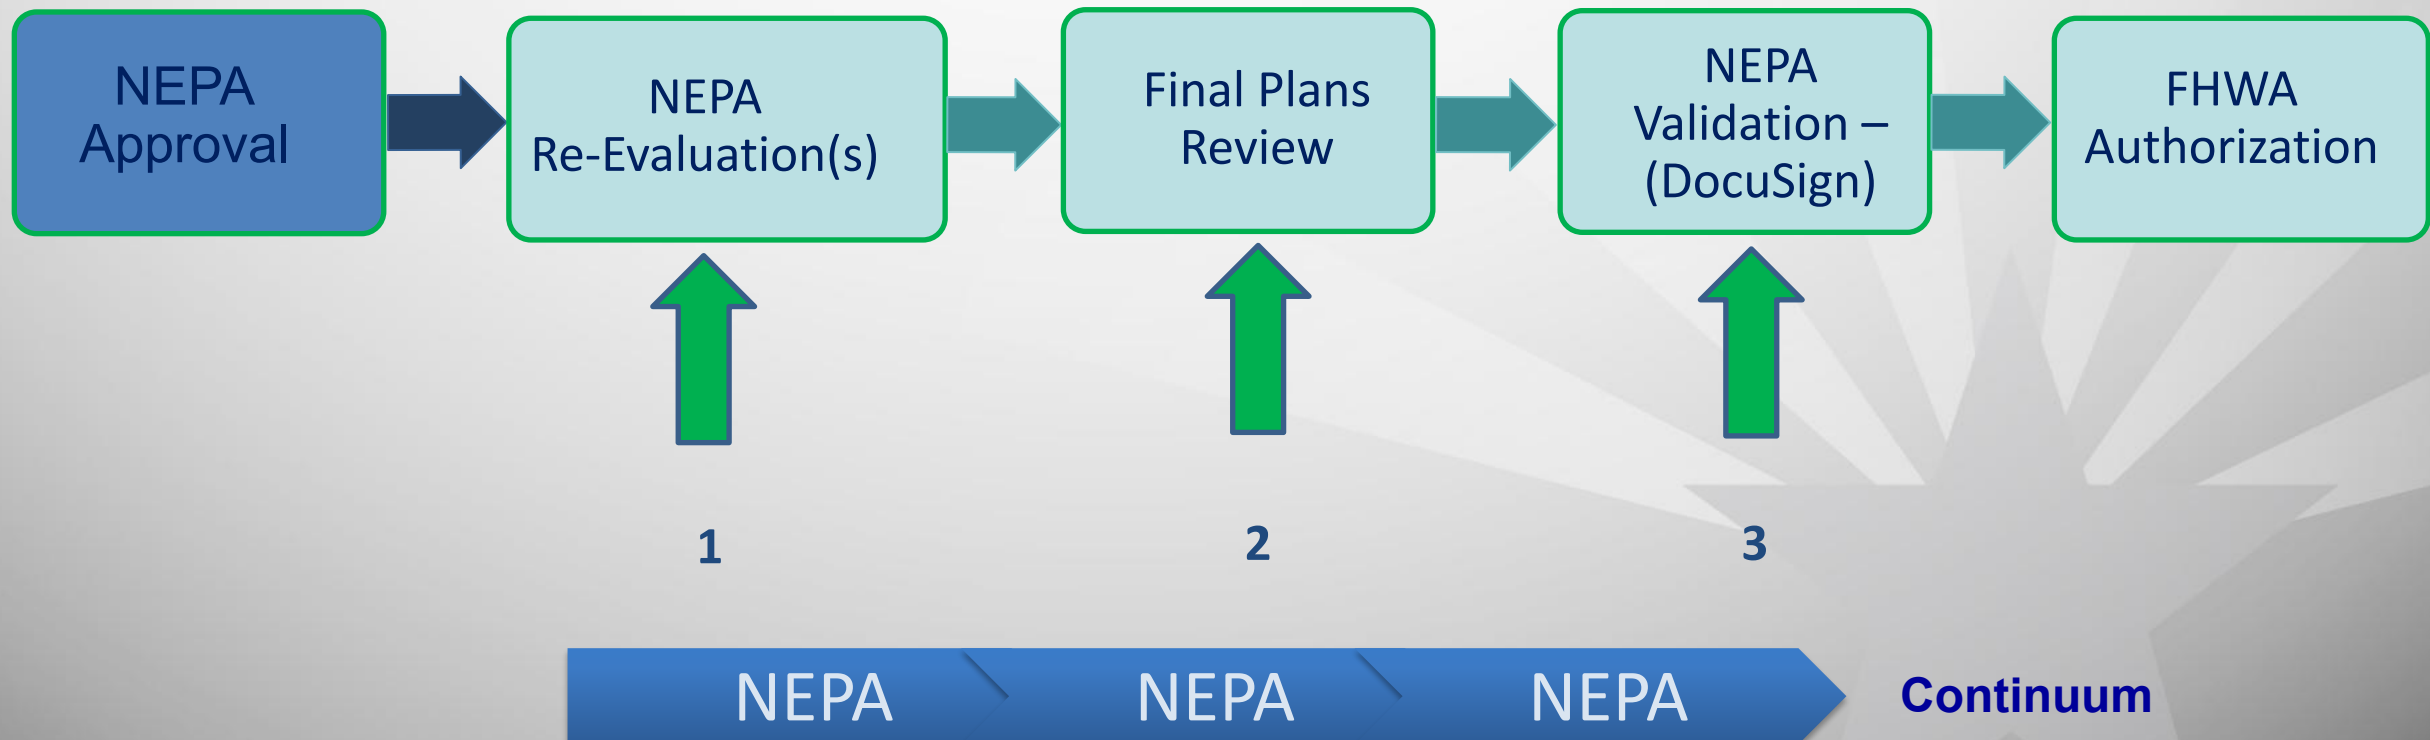 NEPA
Approval
NEPA
Re-Evaluation(s)
Final Plans
Review
NEPA
Validation –
(DocuSign)
FHWA
Authorization
1
2
3
NEPA
NEPA
NEPA
Continuum